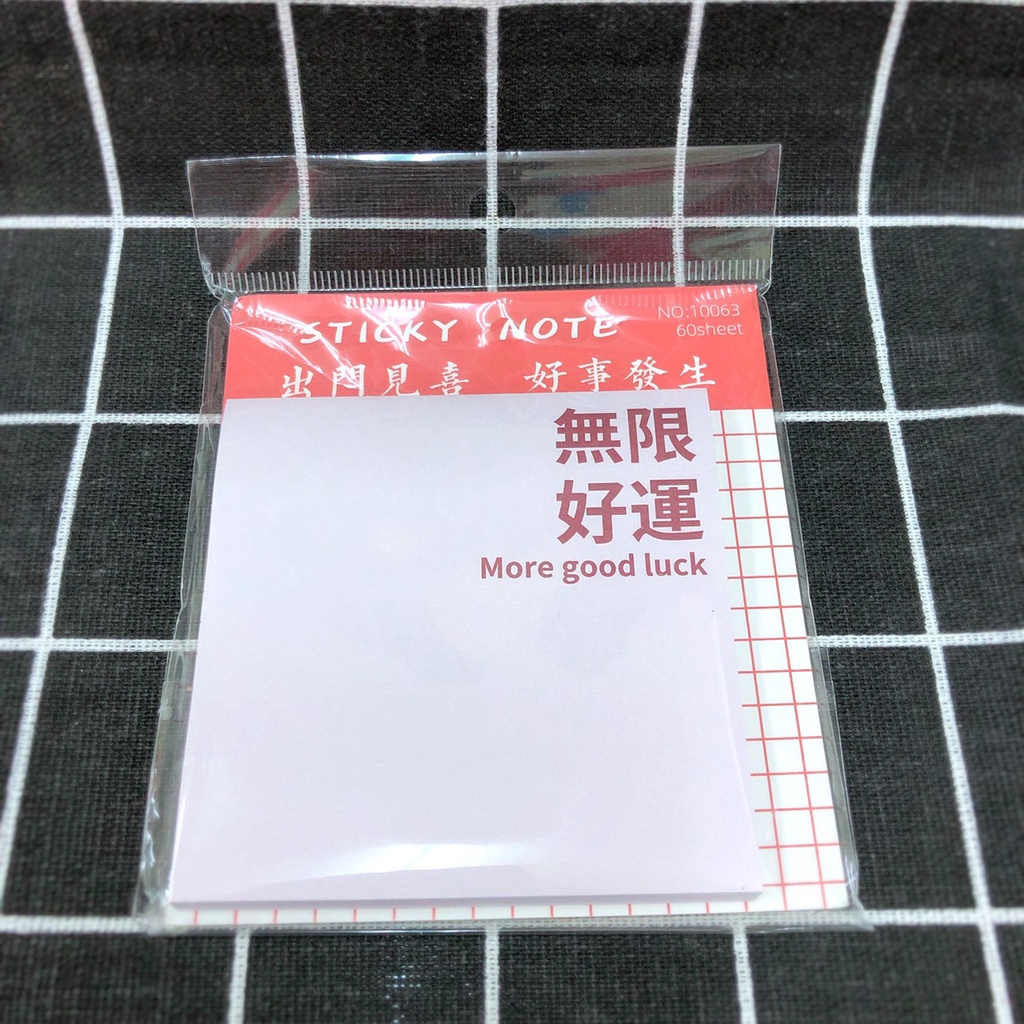 STICKY NOTE
NO:10063
60sheet
出門見喜 好事發生
無限
好運
More good luck